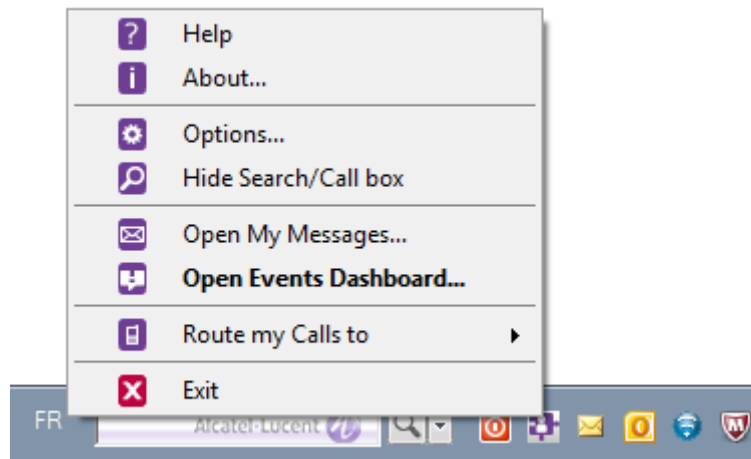 Help
About...
Options...
Hide Search/Call box
Open My Messages...
Open Events Dashboard...
Route my Calls to
Exit
FR Alcatel-Lucent